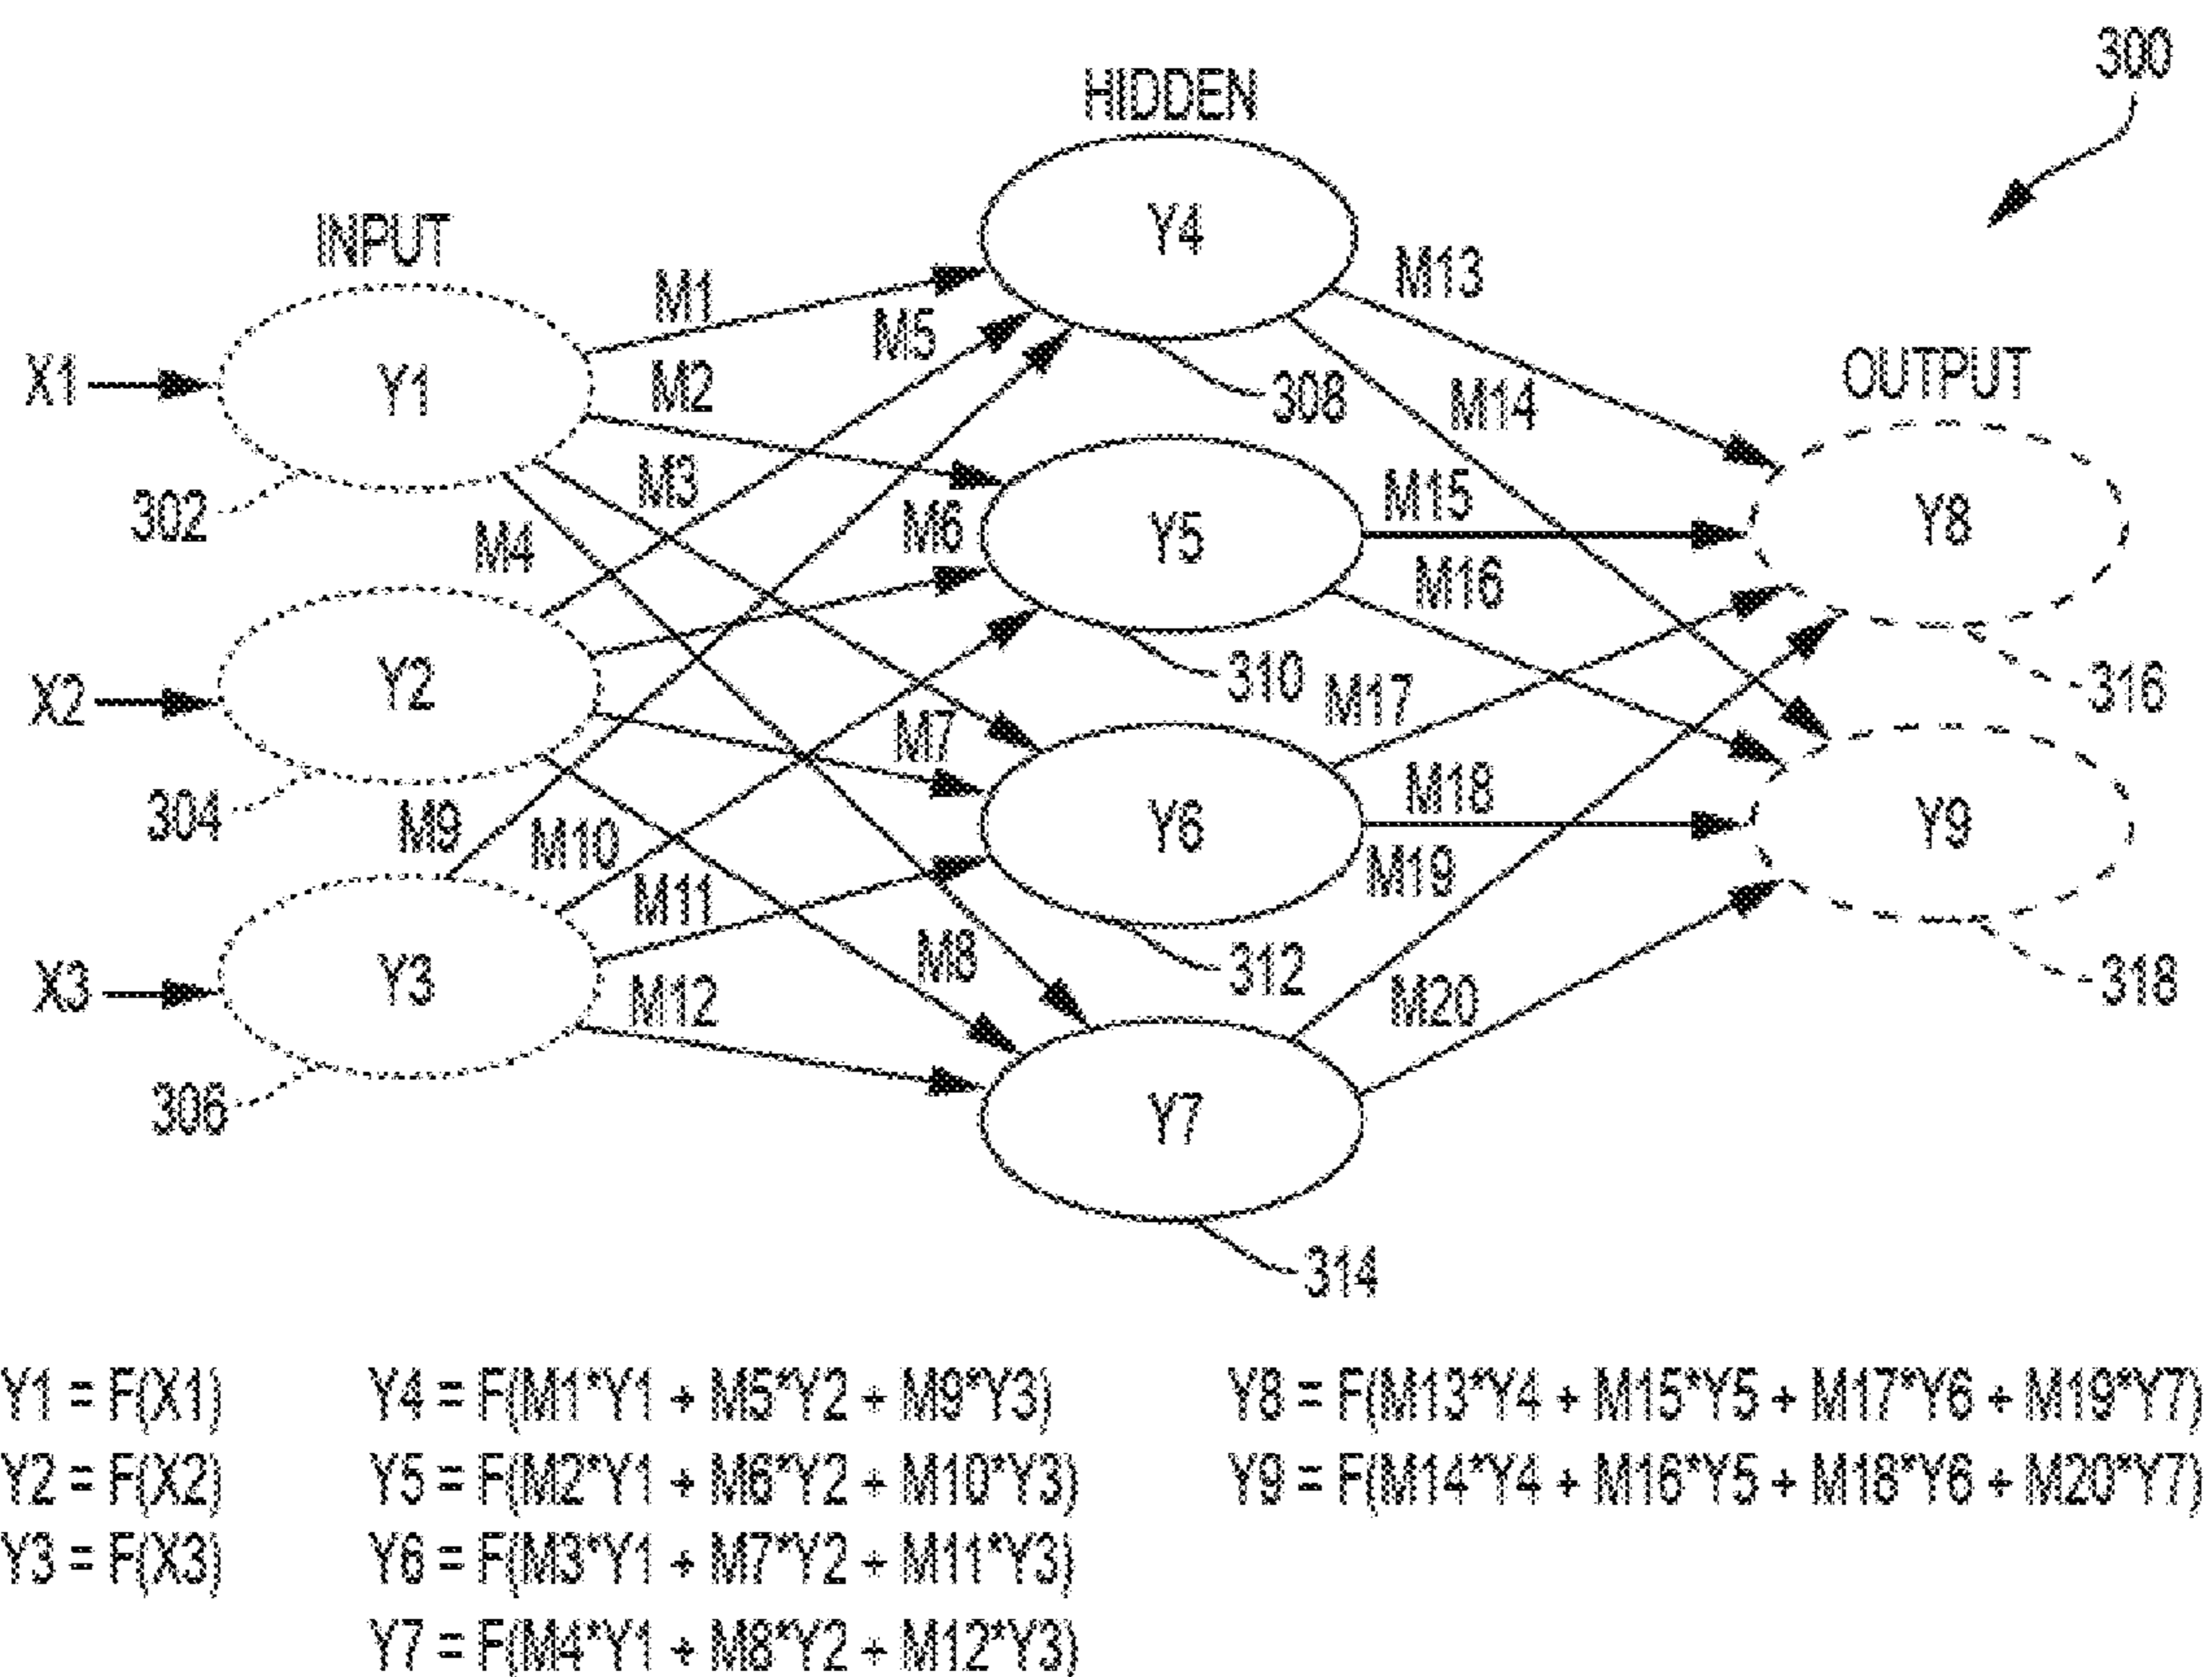 300
HIDDEN
Y4
INPUT
M1
M5
M13
X1
Y1
M2
308
M14
OUTPUT
302
M3
M4
M6
Y5
M15
M16
Y8
X2
Y2
310
M17
316
304
M7
M9
M10
Y6
M18
M19
Y9
X3
Y3
M11
M12
M8
312
M20
318
306
Y7
314
Y1 = F(X1)
Y2 = F(X2)
Y3 = F(X3)
Y4 = F(M1*Y1 + M5*Y2 + M9*Y3)
Y5 = F(M2*Y1 + M6*Y2 + M10*Y3)
Y6 = F(M3*Y1 + M7*Y2 + M11*Y3)
Y7 = F(M4*Y1 + M8*Y2 + M12*Y3)
Y8 = F(M13*Y4 + M15*Y5 + M17*Y6 + M19*Y7)
Y9 = F(M14*Y4 + M16*Y5 + M18*Y6 + M20*Y7)